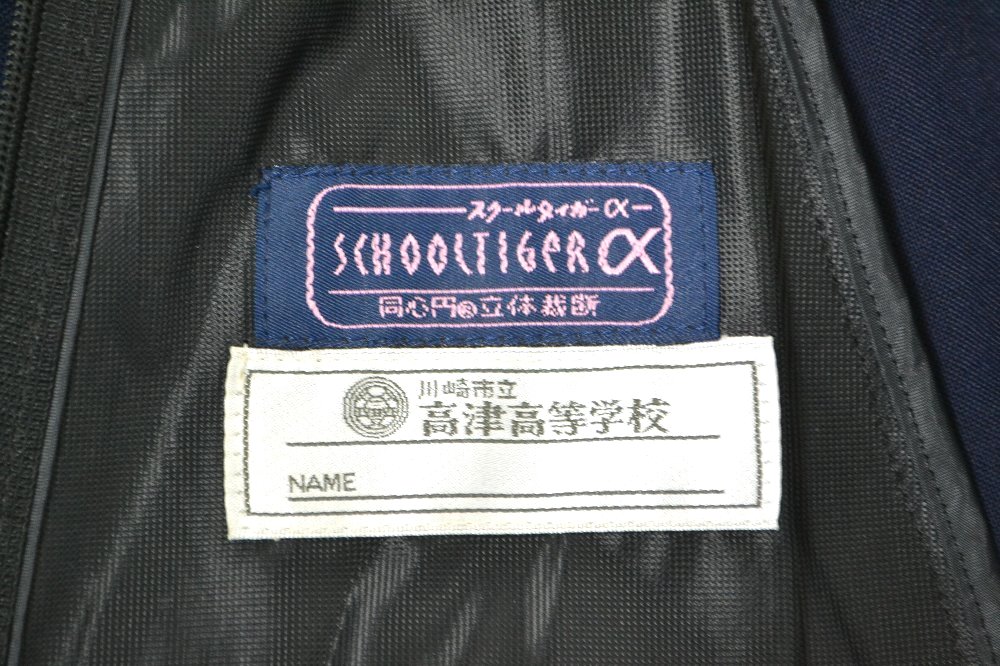 スクールタイガーα
SCHOOLTIGER α
同心円®立体裁断
川崎市立
高津高等学校
NAME